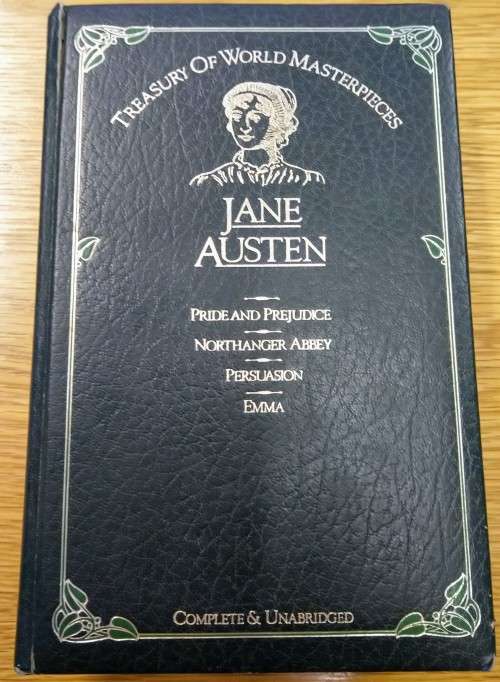 TREASURY OF WORLD MASTERPIECES
JANE
AUSTEN
PRIDE AND PREJUDICE
NORTHANGER ABBEY
PERSUASION
EMMA
COMPLETE & UNABRIDGED